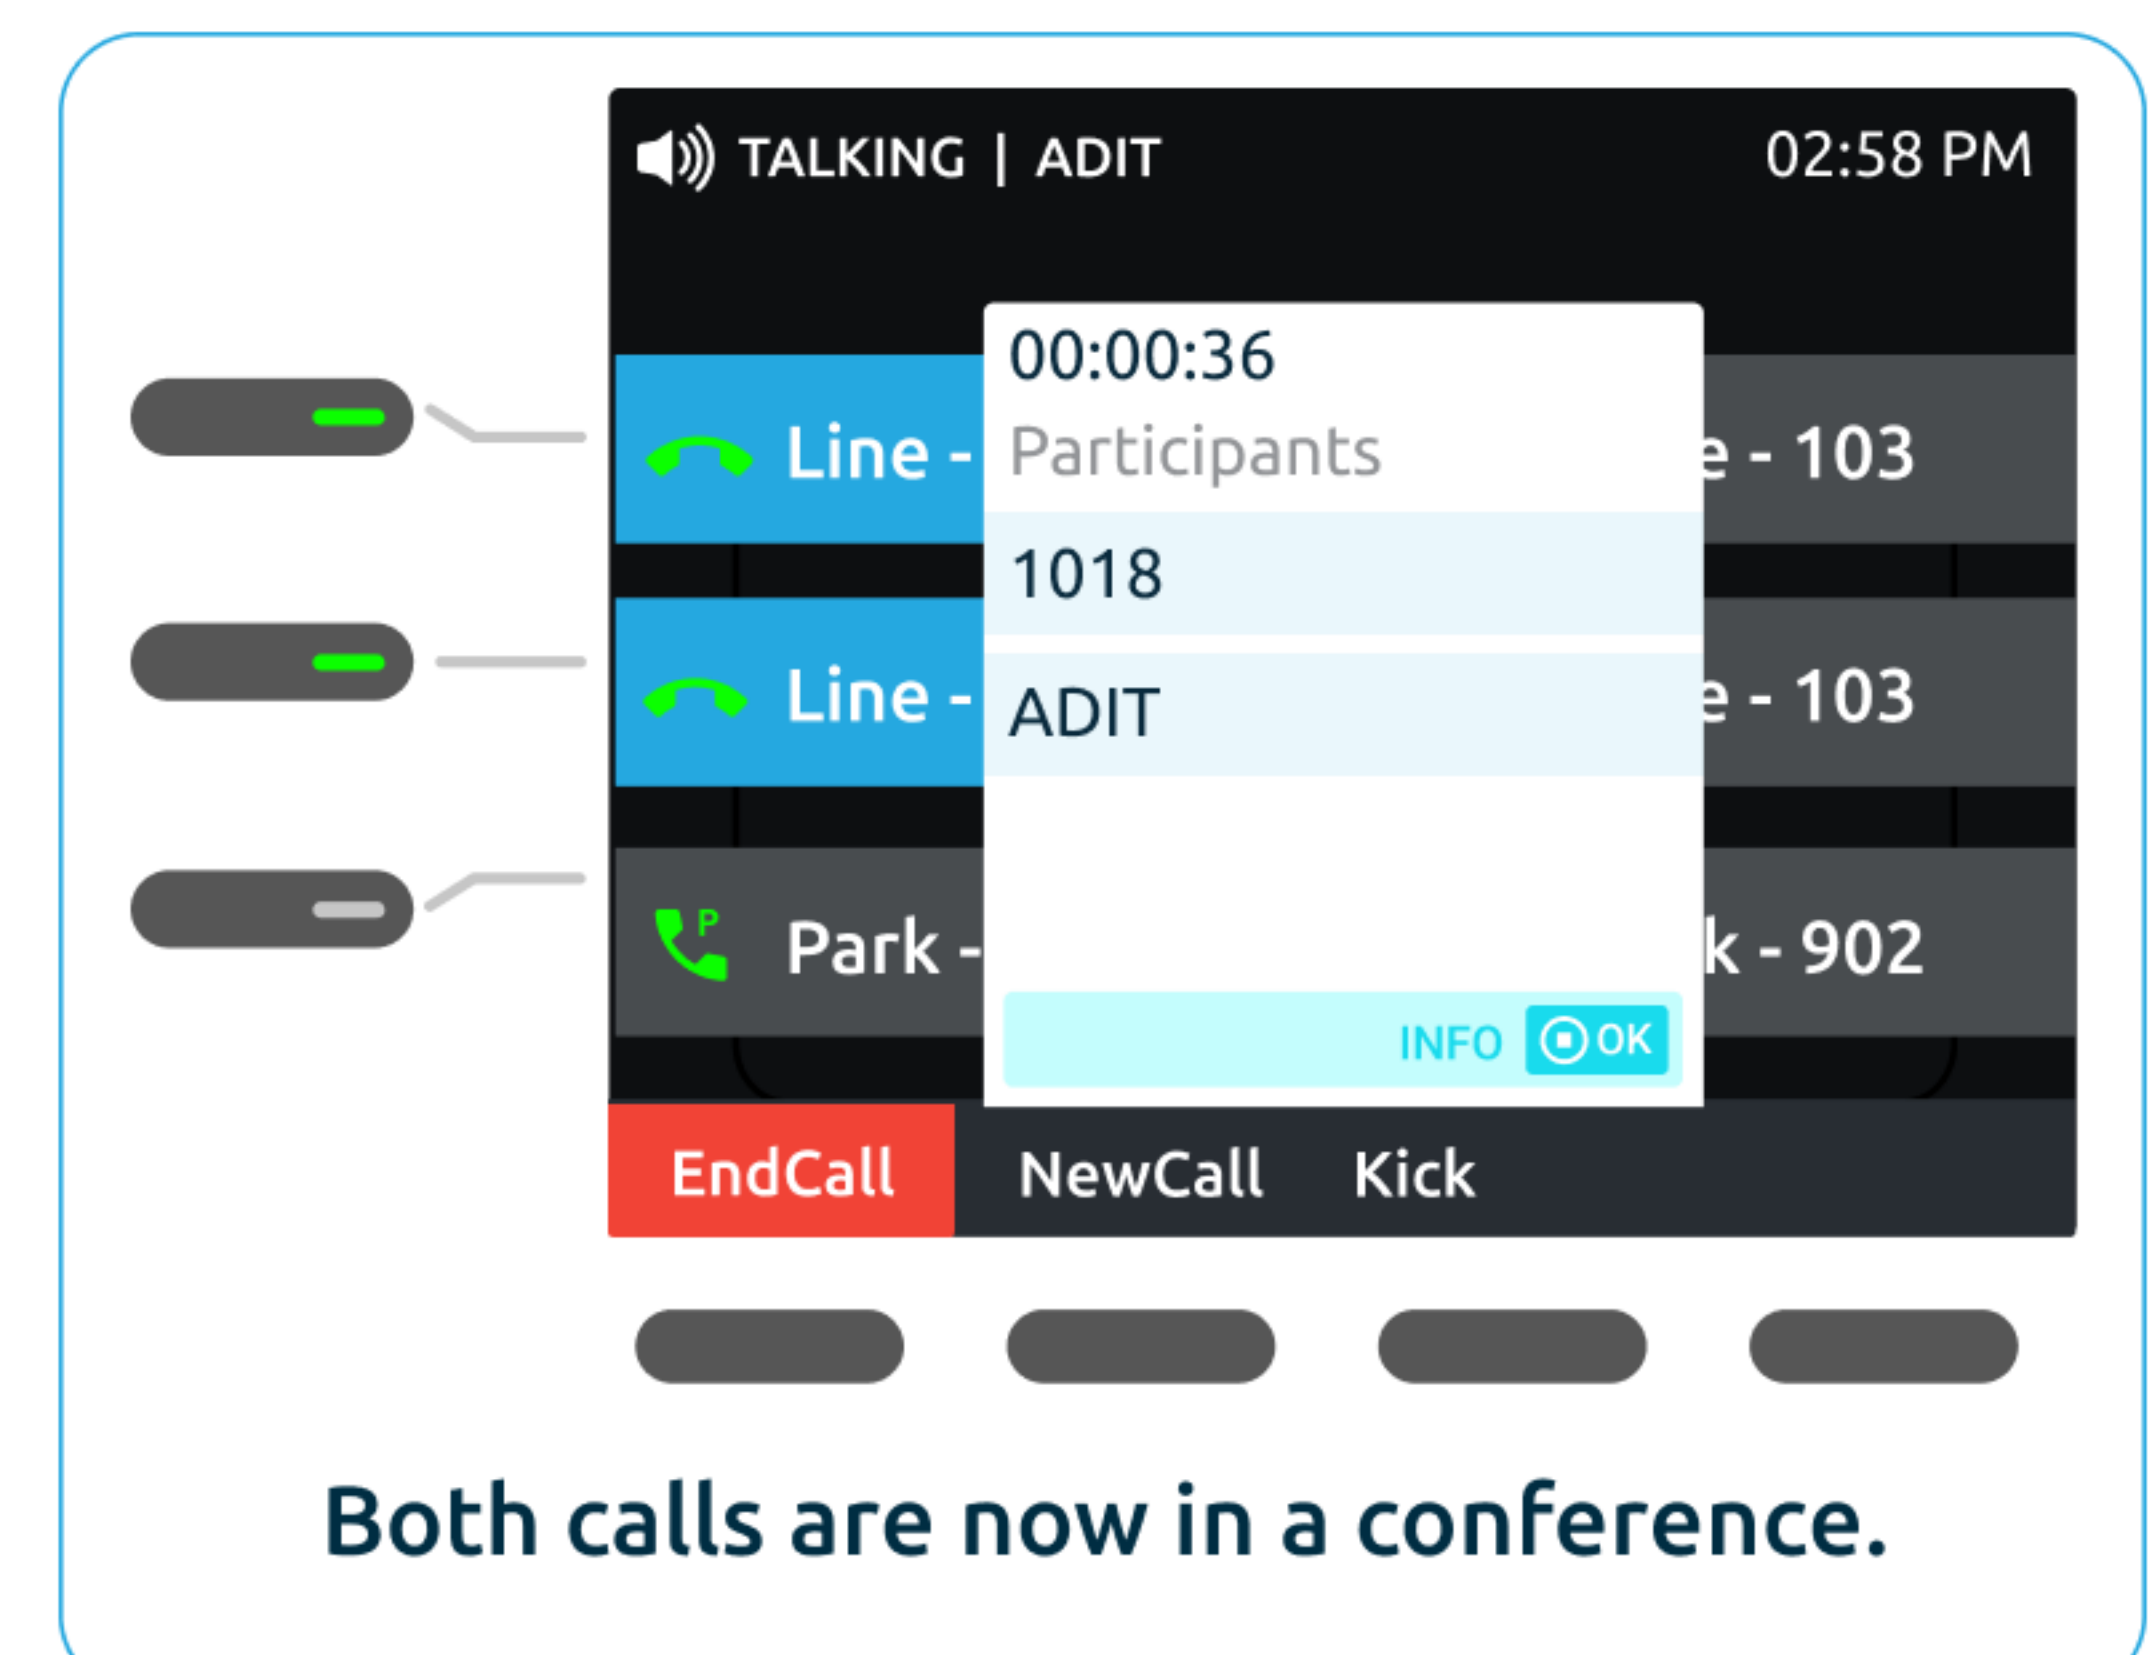 TALKING | ADIT
02:58 PM
00:00:36
Participants
Line -
e - 103
1018
Line -
e - 103
ADIT
P
Park -
k - 902
INFO OK
EndCall NewCall Kick
Both calls are now in a conference.